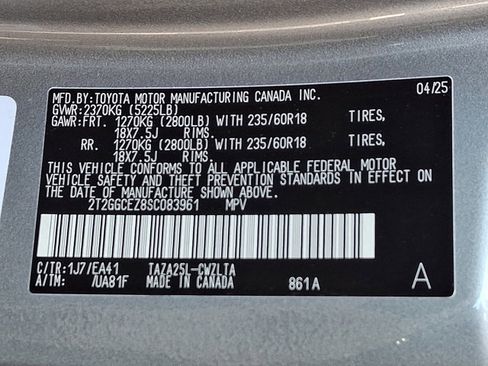 MFD.BY:TOYOTA MOTOR MANUFACTURING CANADA INC. 04/25
GVWR:2370KG (5225LB)
GAWR:FRT. 1270KG (2800LB) WITH 235/60R18 TIRES,
18X7.5J RIMS.
RR. 1270KG (2800LB) WITH 235/60R18 TIRES,
18X7.5J RIMS.
THIS VEHICLE CONFORMS TO ALL APPLICABLE FEDERAL MOTOR
VEHICLE SAFETY AND THEFT PREVENTION STANDARDS IN EFFECT
ON THE DATE OF MANUFACTURE SHOWN ABOVE.
2T2GGCEZ8SC083961 MPV
C/TR:1J7/EA41 TAZA25L-CWZLTA A
A/TM: /UA81F MADE IN CANADA 861A